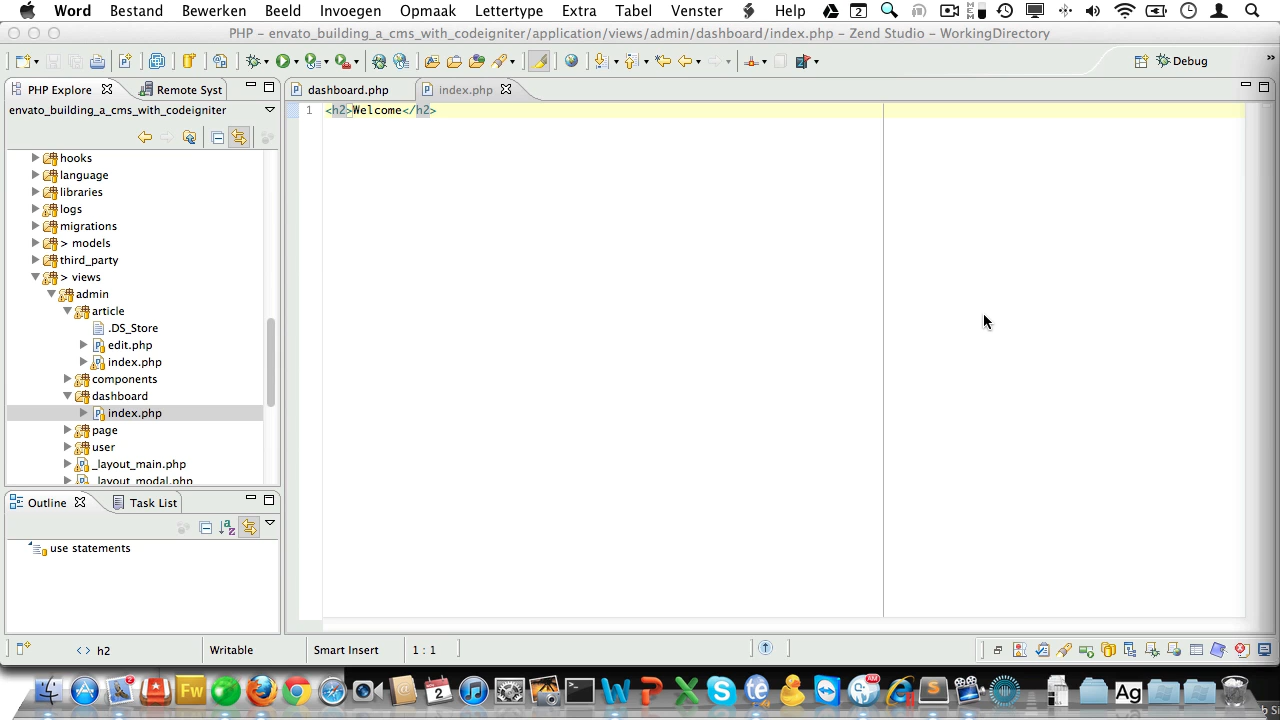 Word Bestand Bewerken Beeld Invoegen Opmaak Lettertype Extra Tabel Venster Help
PHP – envato_building_a_cms_with_codeigniter/application/views/admin/dashboard/index.php – Zend Studio – WorkingDirectory
Debug
PHP Explore
Remote Syst
dashboard.php
index.php
envato_building_a_cms_with_codeigniter
1 <h2>Welcome</h2>
hooks
language
libraries
logs
migrations
> models
third_party
> views
admin
article
.DS_Store
edit.php
index.php
components
dashboard
index.php
page
user
_layout_main.php
_layout_modal.php
Outline
Task List
use statements
<> h2
Writable
Smart Insert
1 : 1